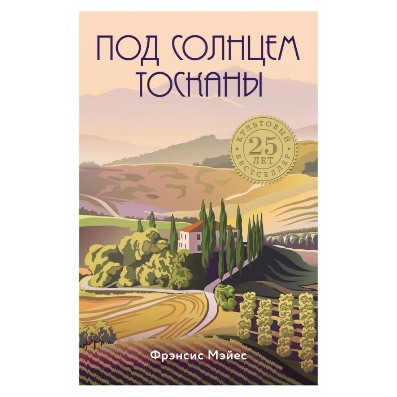 ПОД СОЛНЦЕМ
ТОСКАНЫ
КУЛЬТОВЫЙ
25
ЛЕТ
БЕСТСЕЛЛЕР
Фрэнсис Мэйес